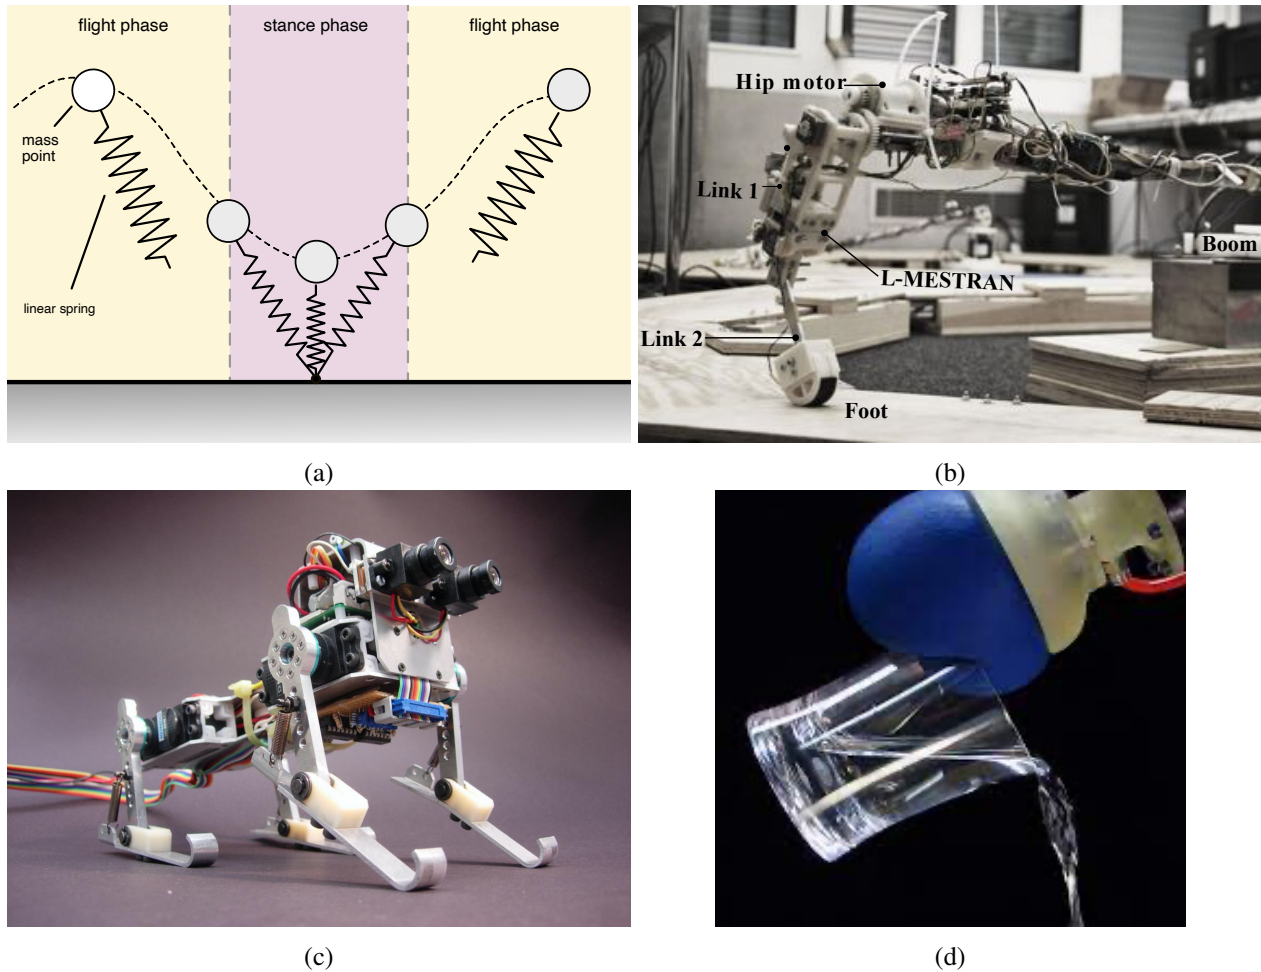 flight phase
stance phase
flight phase
mass
point
linear spring
(a)
Hip motor
Link 1
L-MESTRAN
Boom
Link 2
Foot
(b)
(c)
(d)